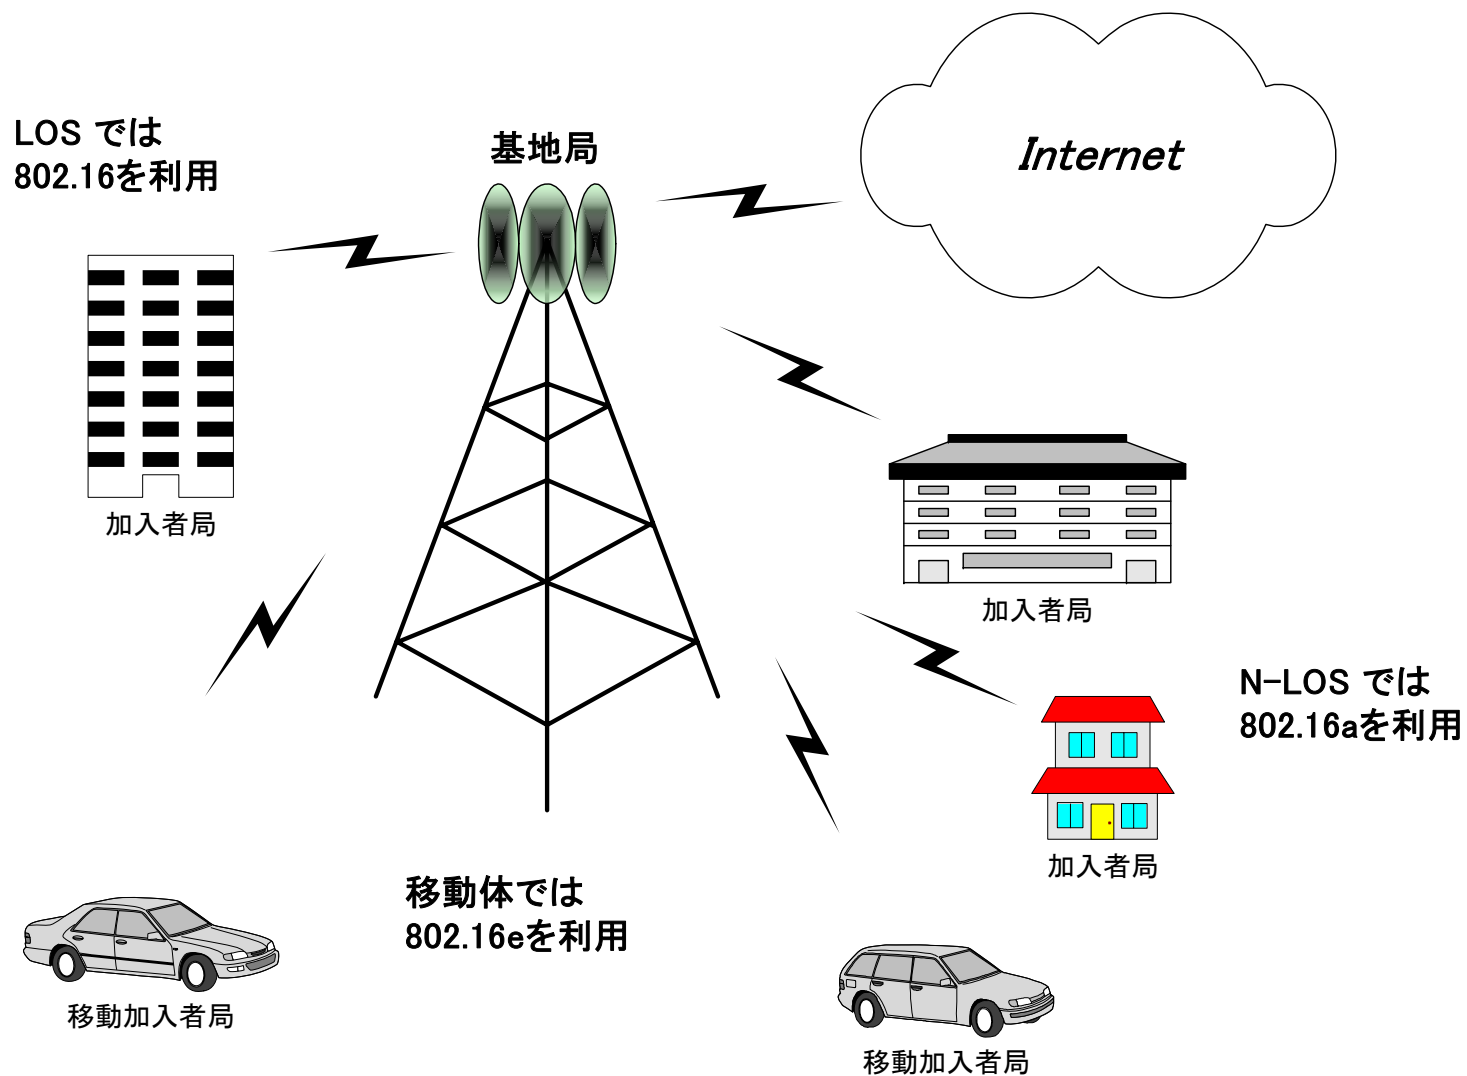 LOS では
802.16を利用
基地局
Internet
加入者局
加入者局
N-LOS では
802.16aを利用
加入者局
移動体では
802.16eを利用
移動加入者局
移動加入者局